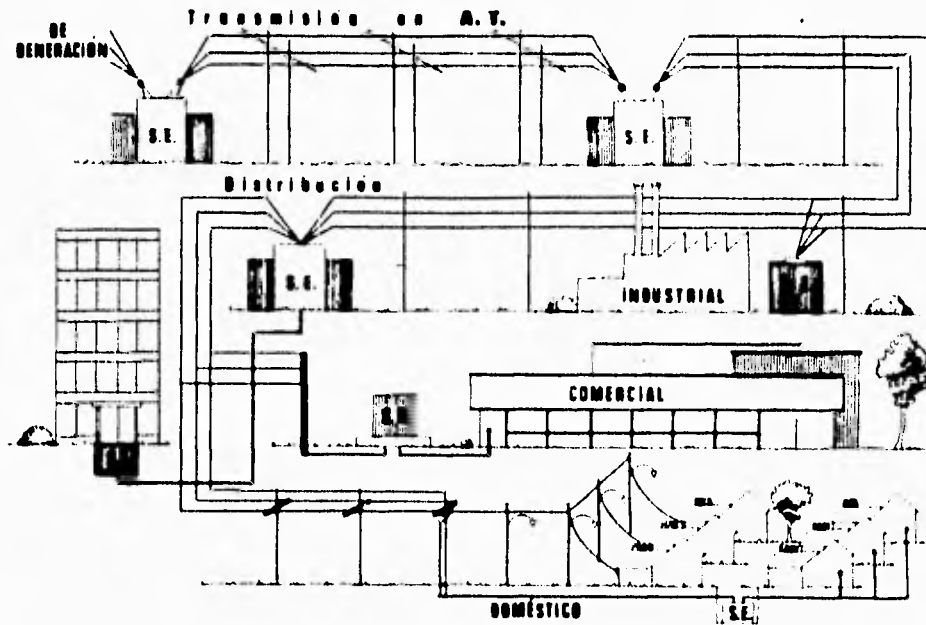 Transmisión en A.T.
DE
GENERACIÓN
S.E.
S.E.
Distribución
S.E.
INDUSTRIAL
COMERCIAL
S.E.
DOMÉSTICO
S.E.